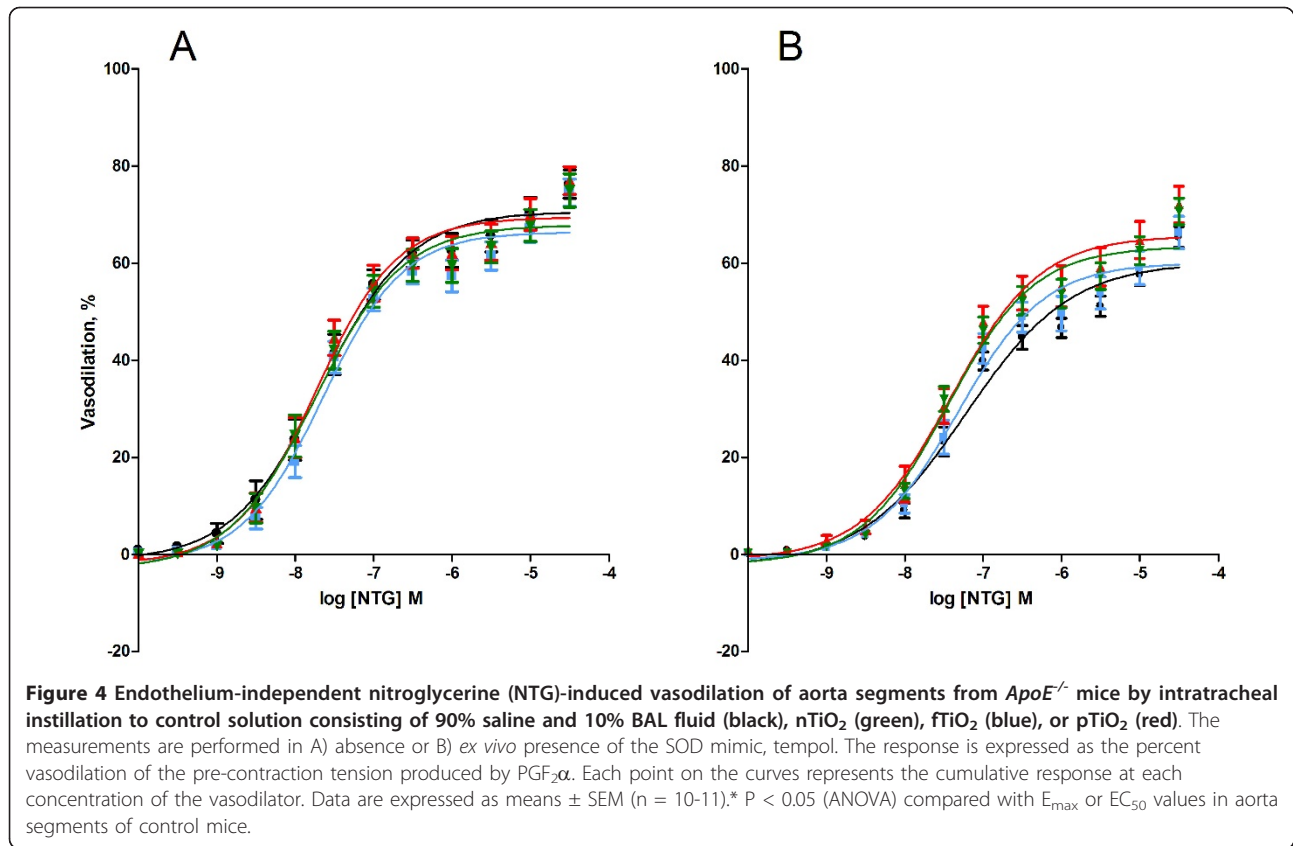 A
B
100
80
60
40
20
0
-20
Vasodilation, %
-9
-8
-7
-6
-5
-4
log [NTG] M
100
80
60
40
20
0
-20
-9
-8
-7
-6
-5
-4
log [NTG] M
Figure 4 Endothelium-independent nitroglycerine (NTG)-induced vasodilation of aorta segments from ApoE⁻/⁻ mice by intratracheal
instillation to control solution consisting of 90% saline and 10% BAL fluid (black), nTiO₂ (green), fTiO₂ (blue), or pTiO₂ (red). The
measurements are performed in A) absence or B) ex vivo presence of the SOD mimic, tempol. The response is expressed as the percent
vasodilation of the pre-contraction tension produced by PGF₂α. Each point on the curves represents the cumulative response at each
concentration of the vasodilator. Data are expressed as means ± SEM (n = 10-11).* P < 0.05 (ANOVA) compared with Eₘₐₓ or EC₅₀ values in aorta
segments of control mice.